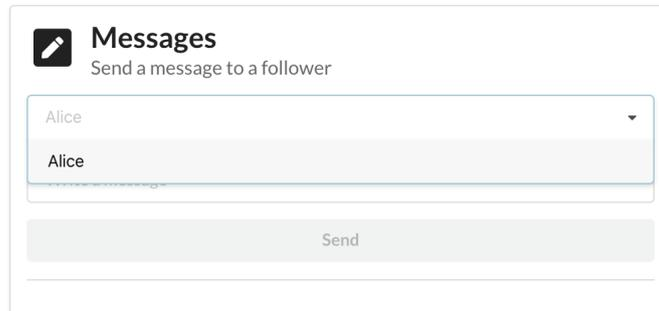 Messages
Send a message to a follower
Alice
Alice
Send